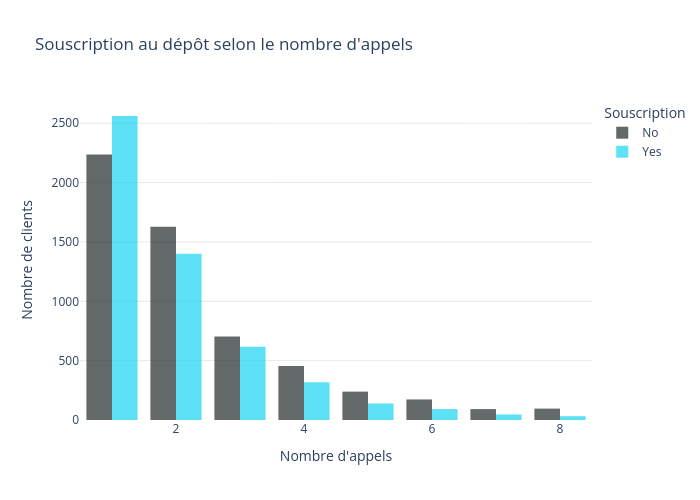 Souscription au dépôt selon le nombre d'appels
Souscription
No
Yes
Nombre de clients
2500
2000
1500
1000
500
0
2
4
6
8
Nombre d'appels